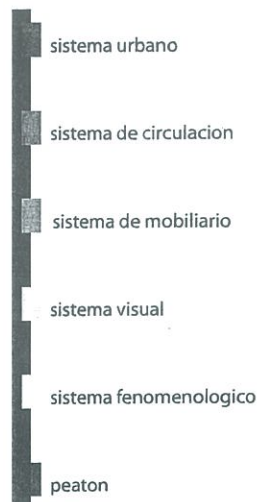 sistema urbano
sistema de circulacion
sistema de mobiliario
sistema visual
sistema fenomenologico
peaton